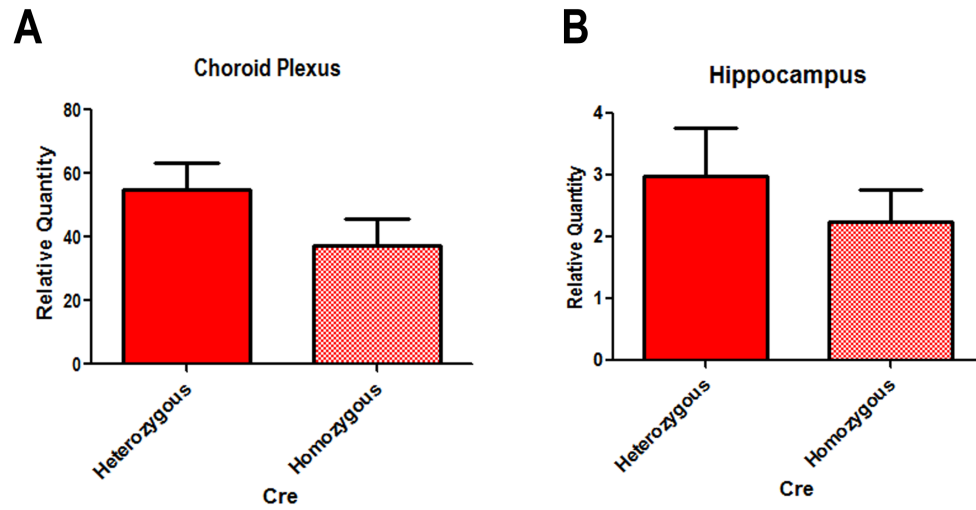 A
Choroid Plexus
Relative Quantity
80
60
40
20
0
Heterozygous
Homozygous
Cre
B
Hippocampus
Relative Quantity
4
3
2
1
0
Heterozygous
Homozygous
Cre